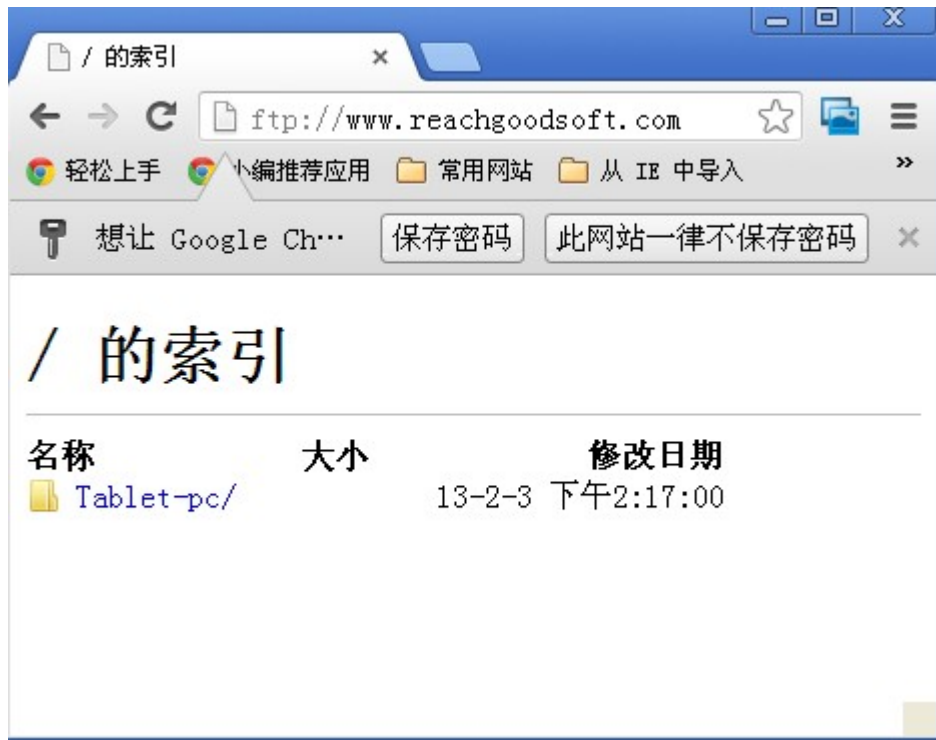 / 的索引
ftp://www.reachgoodsoft.com
轻松上手 小编推荐应用 常用网站 从 IE 中导入 »
想让 Google Ch… 保存密码 此网站一律不保存密码
/ 的索引
名称 大小 修改日期
Tablet-pc/ 13-2-3 下午2:17:00